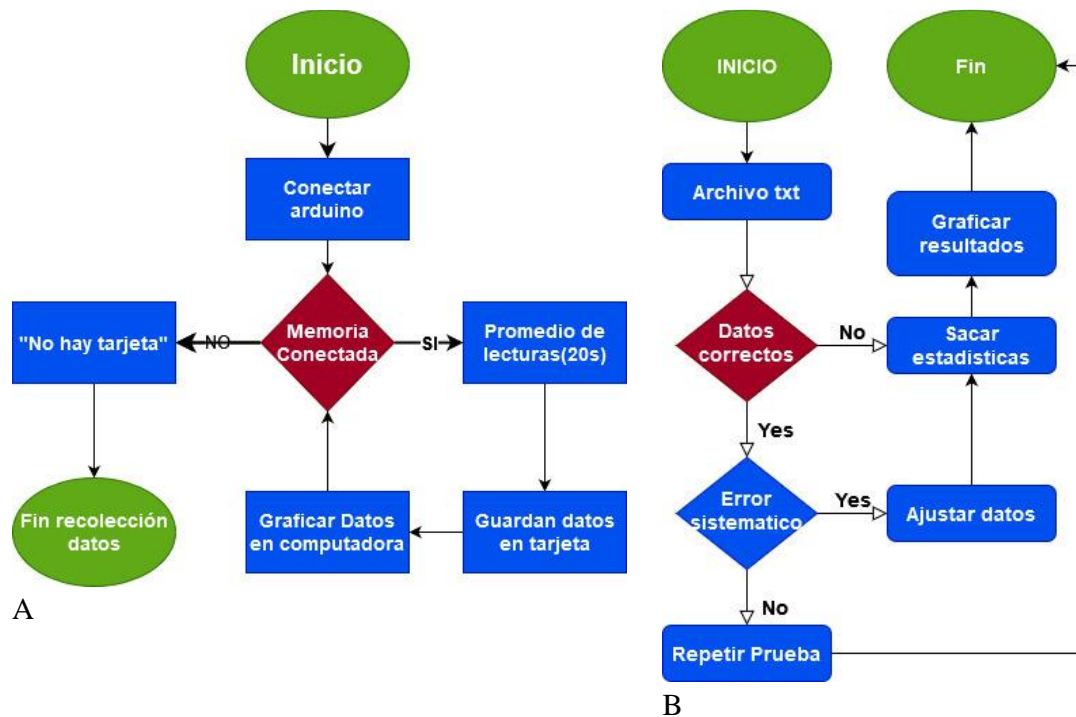 Inicio
Conectar
arduino
Memoria
Conectada
NO
"No hay tarjeta"
Fin recolección
datos
SI
Promedio de
lecturas(20s)
Guardan datos
en tarjeta
Graficar Datos
en computadora
A
INICIO
Archivo txt
Datos
correctos
No
Yes
Error
sistematico
Yes
Ajustar datos
No
Repetir Prueba
Sacar
estadisticas
Graficar
resultados
Fin
B